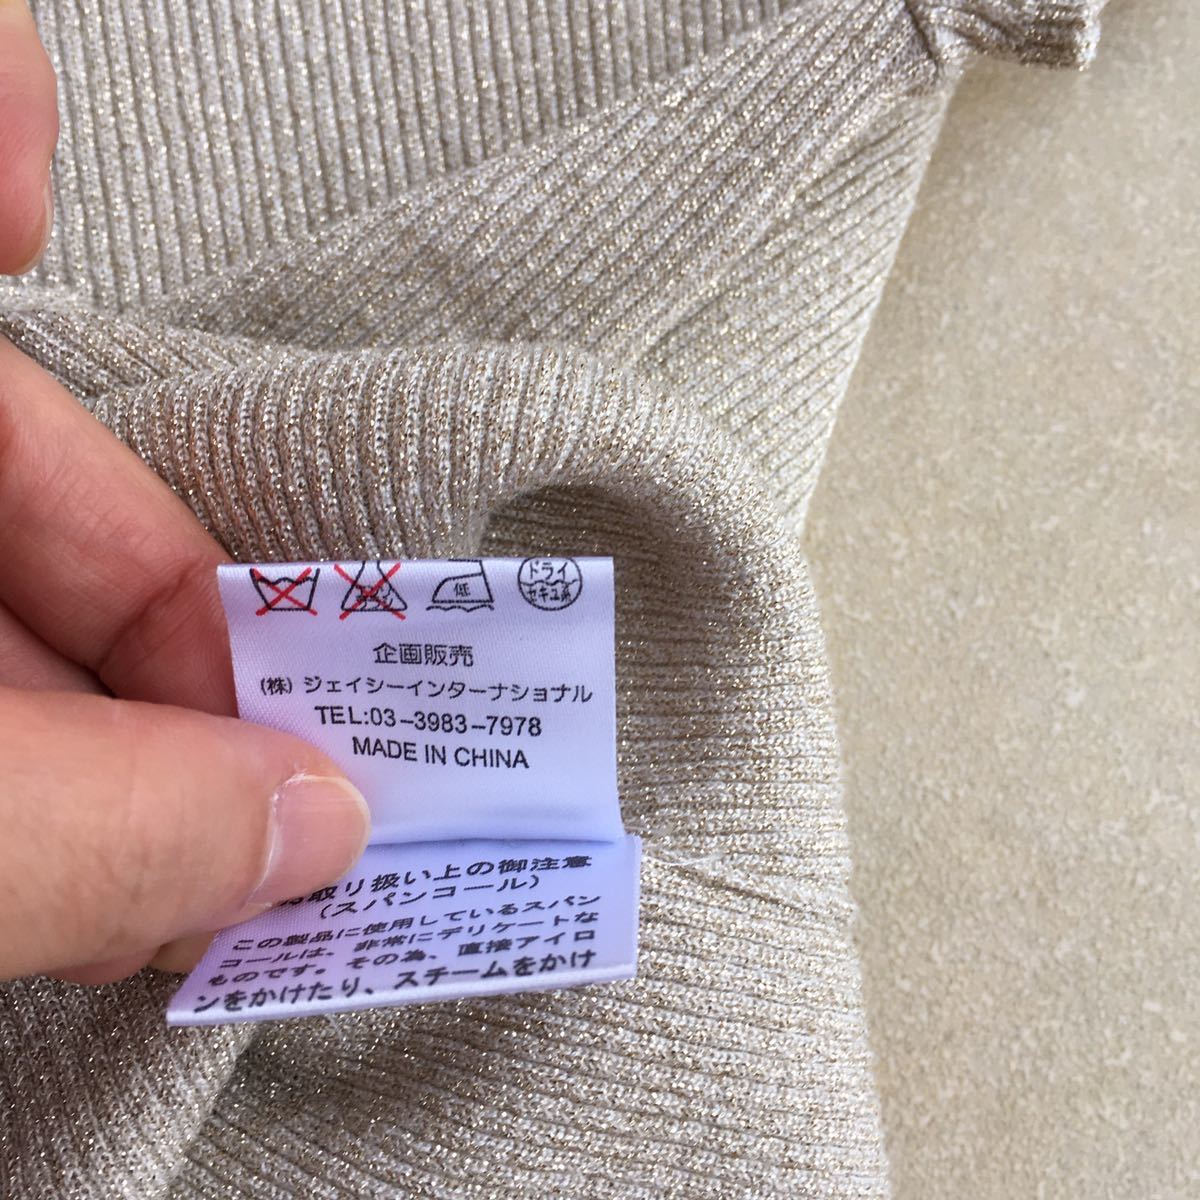 低
ドライ
セキユ系
企画販売
(株) ジェイシーインターナショナル
TEL:03-3983-7978
MADE IN CHINA
取り扱い上の御注意
(スパンコール)
この製品に使用しているスパン
コールは、非常にデリケートな
ものです。その為、直接アイロ
ンをかけたり、スチームをかけ